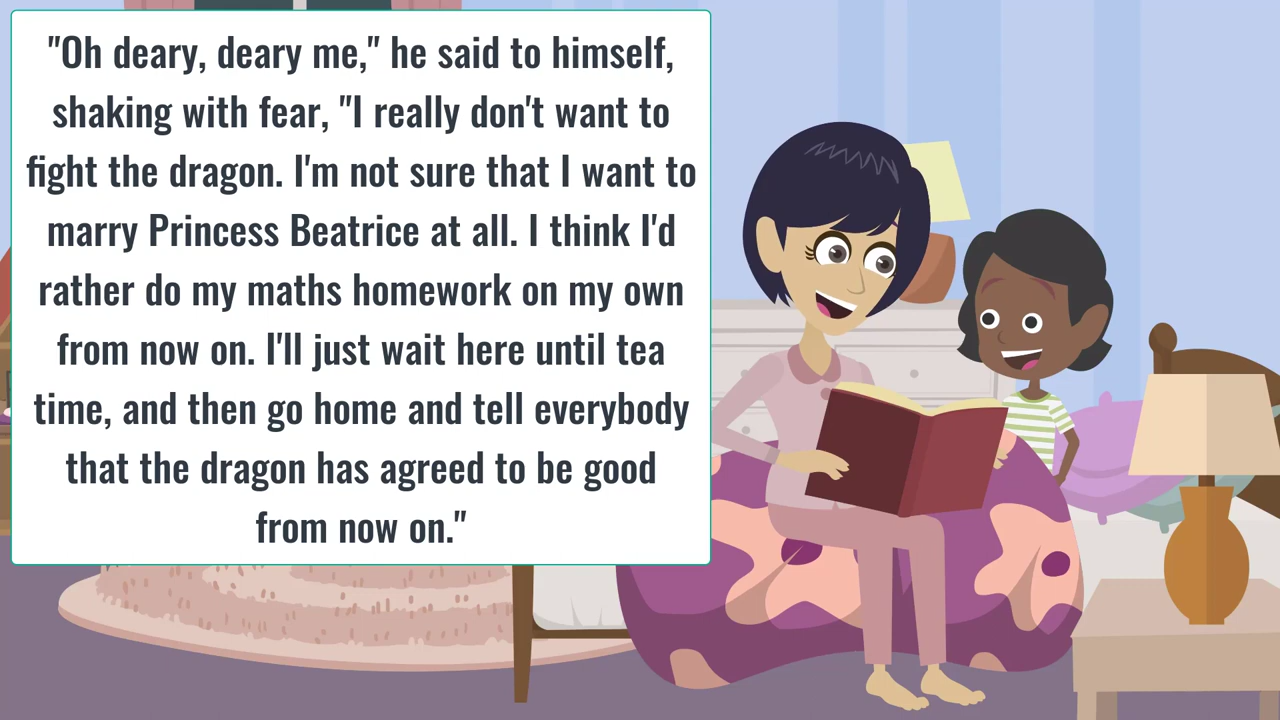 "Oh deary, deary me," he said to himself,
shaking with fear, "I really don't want to
fight the dragon. I'm not sure that I want to
marry Princess Beatrice at all. I think I'd
rather do my maths homework on my own
from now on. I'll just wait here until tea
time, and then go home and tell everybody
that the dragon has agreed to be good
from now on."